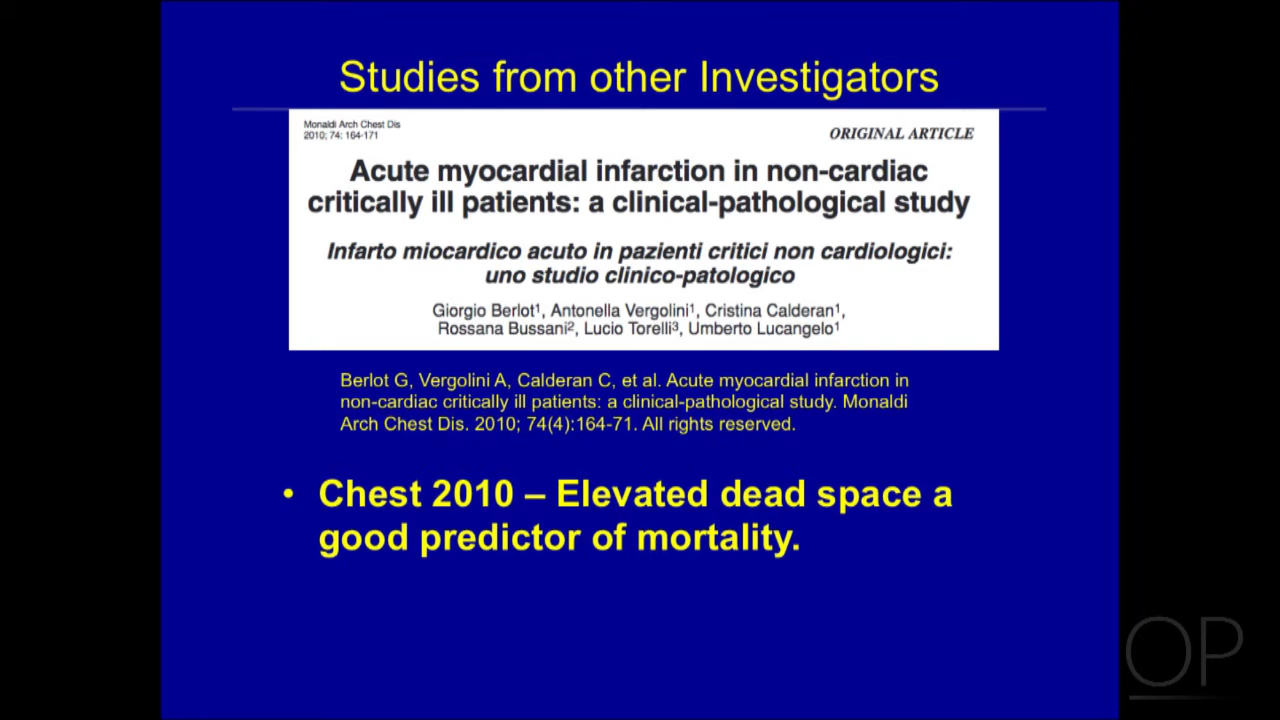 Studies from other Investigators
Monaldi Arch Chest Dis
2010; 74: 164-171
ORIGINAL ARTICLE
Acute myocardial infarction in non-cardiac
critically ill patients: a clinical-pathological study
Infarto miocardico acuto in pazienti critici non cardiologici:
uno studio clinico-patologico
Giorgio Berlot¹, Antonella Vergolini¹, Cristina Calderan¹,
Rossana Bussani², Lucio Torelli³, Umberto Lucangelo¹
Berlot G, Vergolini A, Calderan C, et al. Acute myocardial infarction in
non-cardiac critically ill patients: a clinical-pathological study. Monaldi
Arch Chest Dis. 2010; 74(4):164-71. All rights reserved.
• Chest 2010 – Elevated dead space a
good predictor of mortality.
OP